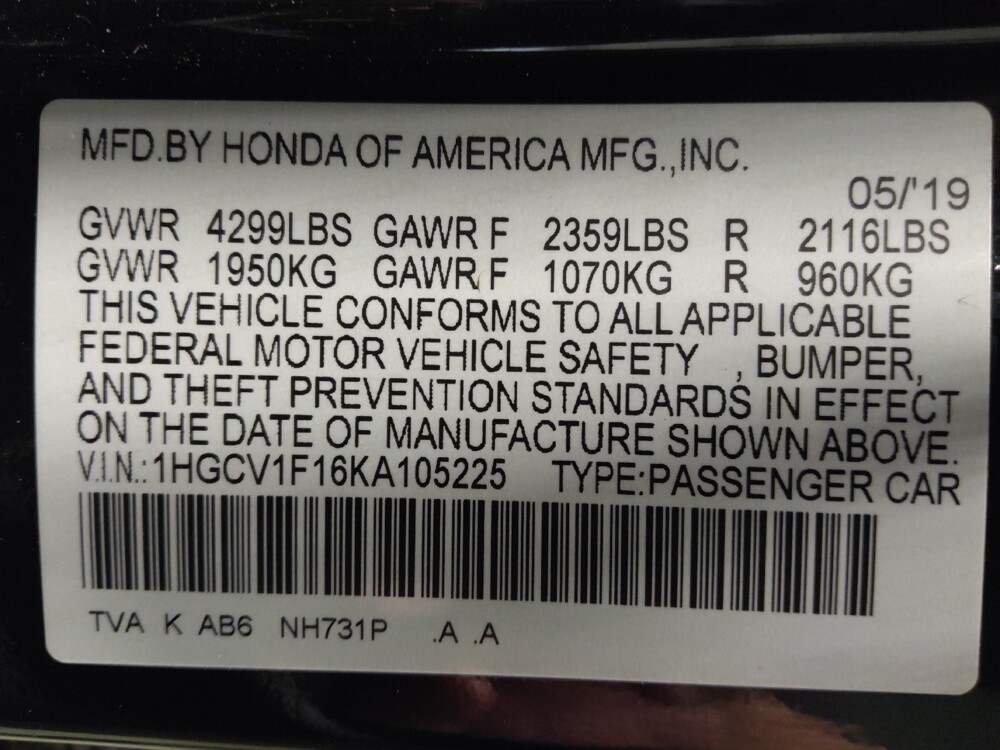 MFD.BY HONDA OF AMERICA MFG.,INC.
05/'19
GVWR 4299LBS GAWR F 2359LBS R 2116LBS
GVWR 1950KG GAWR F 1070KG R 960KG
THIS VEHICLE CONFORMS TO ALL APPLICABLE
FEDERAL MOTOR VEHICLE SAFETY , BUMPER,
AND THEFT PREVENTION STANDARDS IN EFFECT
ON THE DATE OF MANUFACTURE SHOWN ABOVE.
V.I.N.: 1HGCV1F16KA105225 TYPE:PASSENGER CAR
TVA K AB6 NH731P .A .A